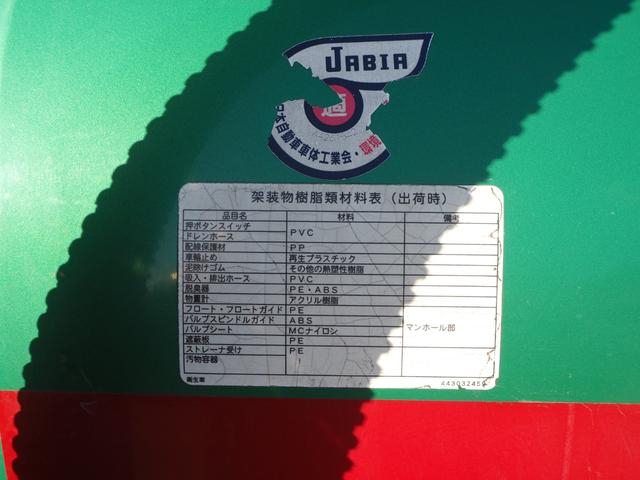 JABIA
適
日本自動車車体工業会・環境
架装物樹脂類材料表（出荷時）
品目名 材料 備考
押ボタンスイッチ PVC
ドレンホース
配線保護材 PP
車輪止め 再生プラスチック
泥除けゴム その他の熱塑性樹脂
吸入・排出ホース PVC
脱臭器 PE・ABS
物量計 アクリル樹脂
フロート・フロートガイド PE
バルブスピンドルガイド ABS
バルブシート MCナイロン マンホール部
遮蔽板 PE
ストレーナ受け PE
汚物容器
衛生車 443032450